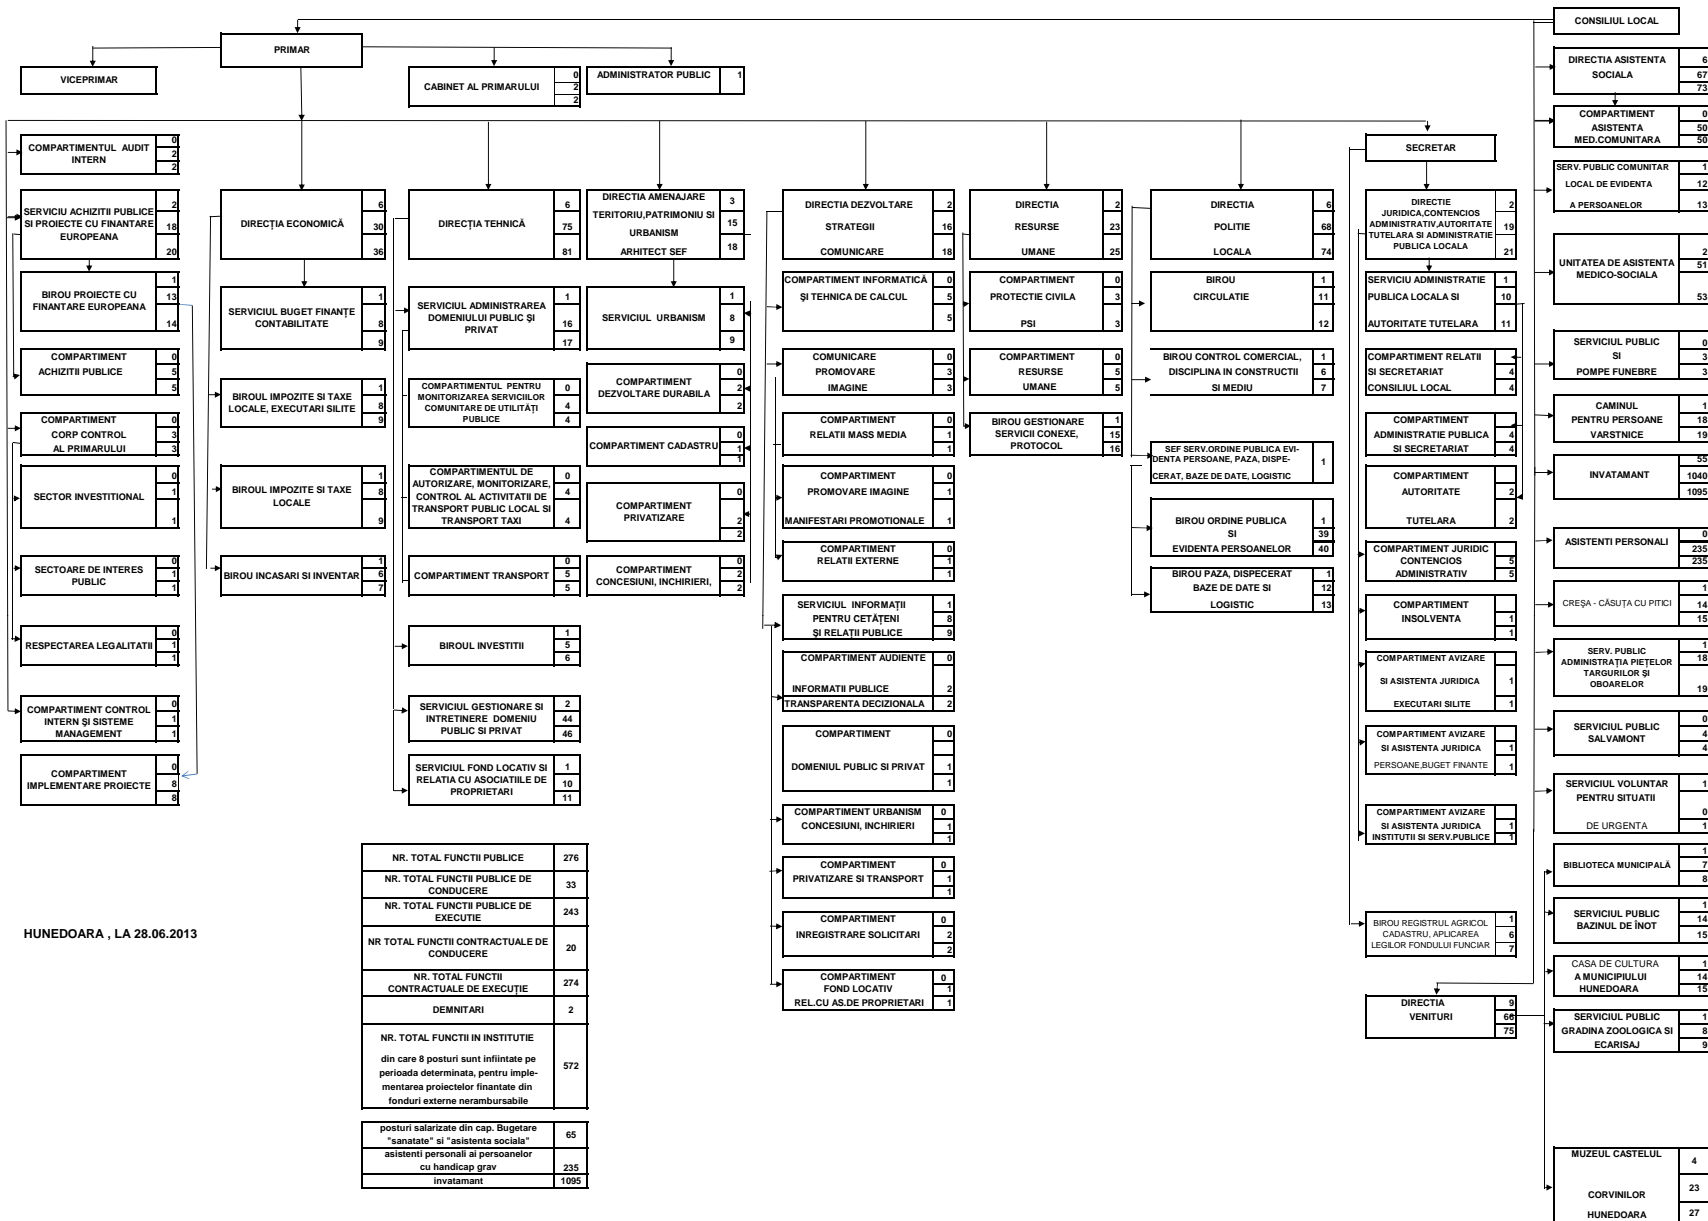 CONSILIUL LOCAL
PRIMAR
VICEPRIMAR
CABINET AL PRIMARULUI
0
2
2
ADMINISTRATOR PUBLIC 1
DIRECTIA ASISTENTA 6
SOCIALA 67
73
COMPARTIMENT 0
ASISTENTA 50
MED.COMUNITARA 50
SERV. PUBLIC COMUNITAR 1
LOCAL DE EVIDENTA 12
A PERSOANELOR 13
UNITATEA DE ASISTENTA
MEDICO-SOCIALA
2
51
53
SERVICIUL PUBLIC 0
SI 3
POMPE FUNEBRE 3
CAMINUL 1
PENTRU PERSOANE 18
VARSTNICE 19
INVATAMANT
55
1040
1095
ASISTENTI PERSONALI
0
235
235
CREŞA - CĂSUŢA CU PITICI
1
14
15
SERV. PUBLIC
ADMINISTRAŢIA PIEŢELOR
TARGURILOR ŞI
OBOARELOR
1
18
19
SERVICIUL PUBLIC
SALVAMONT
0
4
4
SERVICIUL VOLUNTAR 1
PENTRU SITUATII
0
DE URGENTA 1
BIBLIOTECA MUNICIPALĂ
1
7
8
SERVICIUL PUBLIC
BAZINUL DE ÎNOT
1
14
15
CASA DE CULTURA 1
A MUNICIPIULUI 14
HUNEDOARA 15
SERVICIUL PUBLIC 1
GRADINA ZOOLOGICA SI 8
ECARISAJ 9
MUZEUL CASTELUL 4
CORVINILOR 23
HUNEDOARA 27
COMPARTIMENTUL AUDIT
INTERN
0
2
2
SERVICIU ACHIZITII PUBLICE
SI PROIECTE CU FINANTARE
EUROPEANA
2
18
20
BIROU PROIECTE CU
FINANTARE EUROPEANA
1
13
14
COMPARTIMENT 0
ACHIZITII PUBLICE 5
5
COMPARTIMENT 0
CORP CONTROL 3
AL PRIMARULUI 3
SECTOR INVESTITIONAL
0
1
1
SECTOARE DE INTERES
PUBLIC
0
1
1
RESPECTAREA LEGALITATII
0
1
1
COMPARTIMENT CONTROL
INTERN ŞI SISTEME
MANAGEMENT
0
1
1
COMPARTIMENT
IMPLEMENTARE PROIECTE
0
8
8
DIRECŢIA ECONOMICĂ
6
30
36
SERVICIUL BUGET FINANŢE
CONTABILITATE
1
8
9
BIROUL IMPOZITE SI TAXE
LOCALE, EXECUTARI SILITE
1
8
9
BIROUL IMPOZITE SI TAXE
LOCALE
1
8
9
BIROU INCASARI SI INVENTAR
1
6
7
DIRECŢIA TEHNICĂ
6
75
81
SERVICIUL ADMINISTRAREA
DOMENIULUI PUBLIC ŞI
PRIVAT
1
16
17
COMPARTIMENTUL PENTRU
MONITORIZAREA SERVICIILOR
COMUNITARE DE UTILITĂŢI
PUBLICE
0
4
4
COMPARTIMENTUL DE
AUTORIZARE, MONITORIZARE,
CONTROL AL ACTIVITATII DE
TRANSPORT PUBLIC LOCAL SI
TRANSPORT TAXI
0
4
4
COMPARTIMENT TRANSPORT
0
5
5
BIROUL INVESTITII
1
5
6
SERVICIUL GESTIONARE SI
INTRETINERE DOMENIU
PUBLIC SI PRIVAT
2
44
46
SERVICIUL FOND LOCATIV SI
RELATIA CU ASOCIATIILE DE
PROPRIETARI
1
10
11
DIRECTIA AMENAJARE
TERITORIU,PATRIMONIU SI
URBANISM
ARHITECT SEF
3
15
18
SERVICIUL URBANISM
1
8
9
COMPARTIMENT
DEZVOLTARE DURABILA
0
2
2
COMPARTIMENT CADASTRU
0
1
1
COMPARTIMENT
PRIVATIZARE
0
2
2
COMPARTIMENT
CONCESIUNI, INCHIRIERI,
0
2
2
DIRECTIA DEZVOLTARE 2
STRATEGII 16
COMUNICARE 18
COMPARTIMENT INFORMATICĂ 0
ŞI TEHNICA DE CALCUL 5
5
COMUNICARE 0
PROMOVARE 3
IMAGINE 3
COMPARTIMENT 0
RELATII MASS MEDIA 1
1
COMPARTIMENT 0
PROMOVARE IMAGINE 1
MANIFESTARI PROMOTIONALE 1
COMPARTIMENT 0
RELATII EXTERNE 1
1
SERVICIUL INFORMAŢII 1
PENTRU CETĂŢENI 8
ŞI RELAŢII PUBLICE 9
COMPARTIMENT AUDIENTE 0
INFORMATII PUBLICE 2
TRANSPARENTA DECIZIONALA 2
COMPARTIMENT 0
DOMENIUL PUBLIC SI PRIVAT 1
1
COMPARTIMENT URBANISM 0
CONCESIUNI, INCHIRIERI 1
1
COMPARTIMENT 0
PRIVATIZARE SI TRANSPORT 1
1
COMPARTIMENT 0
INREGISTRARE SOLICITARI 2
2
COMPARTIMENT 0
FOND LOCATIV 1
REL.CU AS.DE PROPRIETARI 1
DIRECTIA 2
RESURSE 23
UMANE 25
COMPARTIMENT 0
PROTECTIE CIVILA 3
PSI 3
COMPARTIMENT 0
RESURSE 5
UMANE 5
BIROU GESTIONARE 1
SERVICII CONEXE, 15
PROTOCOL 16
DIRECTIA 6
POLITIE 68
LOCALA 74
BIROU 1
CIRCULATIE 11
12
BIROU CONTROL COMERCIAL, 1
DISCIPLINA IN CONSTRUCTII 6
SI MEDIU 7
SEF SERV.ORDINE PUBLICA EVI-
DENTA PERSOANE, PAZA, DISPE-
CERAT, BAZE DE DATE, LOGISTIC
1
BIROU ORDINE PUBLICA 1
SI 39
EVIDENTA PERSOANELOR 40
BIROU PAZA, DISPECERAT 1
BAZE DE DATE SI 12
LOGISTIC 13
SECRETAR
DIRECTIE
JURIDICA,CONTENCIOS
ADMINISTRATIV,AUTORITATE
TUTELARA SI ADMINISTRATIE
PUBLICA LOCALA
2
19
21
SERVICIU ADMINISTRATIE 1
PUBLICA LOCALA SI 10
AUTORITATE TUTELARA 11
COMPARTIMENT RELATII
SI SECRETARIAT 4
CONSILIUL LOCAL 4
COMPARTIMENT
ADMINISTRATIE PUBLICA 4
SI SECRETARIAT 4
COMPARTIMENT
AUTORITATE 2
TUTELARA 2
COMPARTIMENT JURIDIC
CONTENCIOS 5
ADMINISTRATIV 5
COMPARTIMENT
INSOLVENTA 1
1
COMPARTIMENT AVIZARE
SI ASISTENTA JURIDICA 1
EXECUTARI SILITE 1
COMPARTIMENT AVIZARE
SI ASISTENTA JURIDICA 1
PERSOANE,BUGET FINANTE 1
COMPARTIMENT AVIZARE
SI ASISTENTA JURIDICA 1
INSTITUTII SI SERV.PUBLICE 1
BIROU REGISTRUL AGRICOL 1
CADASTRU, APLICAREA 6
LEGILOR FONDULUI FUNCIAR 7
DIRECTIA 9
VENITURI 66
75
HUNEDOARA , LA 28.06.2013
NR. TOTAL FUNCTII PUBLICE 276
NR. TOTAL FUNCTII PUBLICE DE
CONDUCERE
33
NR. TOTAL FUNCTII PUBLICE DE
EXECUTIE
243
NR TOTAL FUNCTII CONTRACTUALE DE
CONDUCERE
20
NR. TOTAL FUNCTII
CONTRACTUALE DE EXECUŢIE
274
DEMNITARI 2
NR. TOTAL FUNCTII IN INSTITUTIE
din care 8 posturi sunt infiintate pe
perioada determinata, pentru imple-
mentarea proiectelor finantate din
fonduri externe nerambursabile
572
posturi salarizate din cap. Bugetare
"sanatate" si "asistenta sociala"
65
asistenti personali ai persoanelor
cu handicap grav 235
invatamant 1095